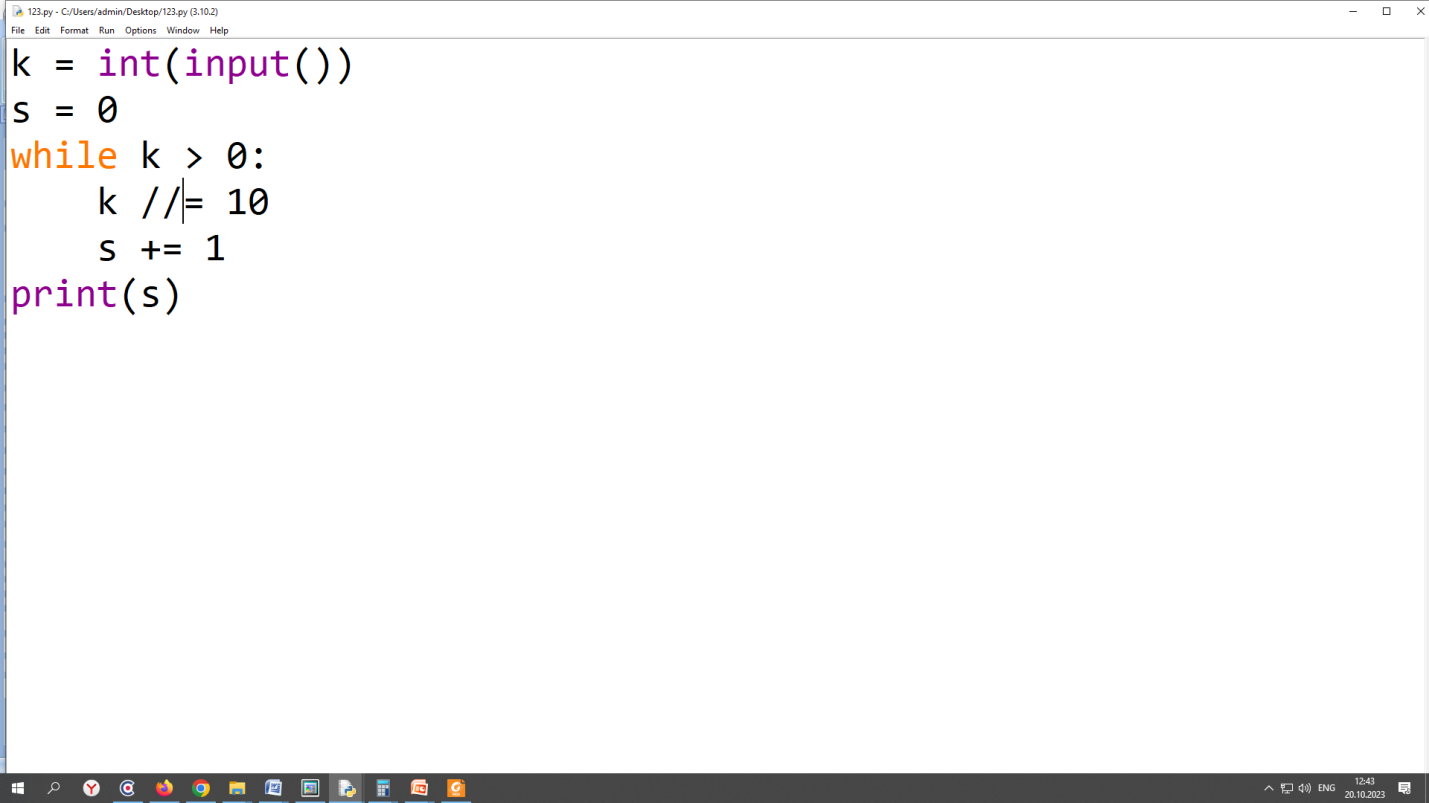 123.py - C:/Users/admin/Desktop/123.py (3.10.2)
File Edit Format Run Options Window Help
k = int(input())
s = 0
while k > 0:
    k //= 10
    s += 1
print(s)
ENG
12:43
20.10.2023